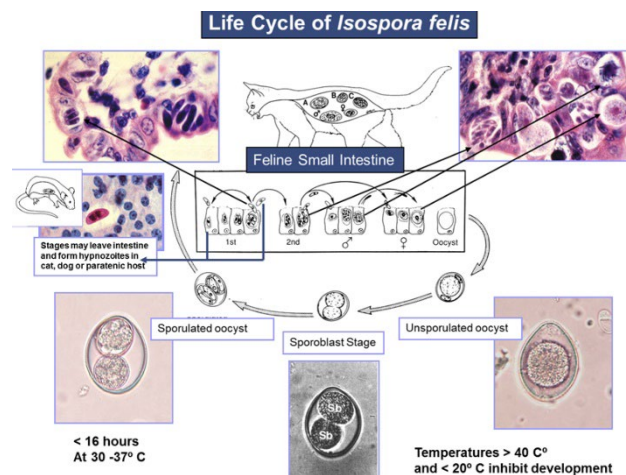 Life Cycle of Isospora felis
A
B
C
♂
♀
Feline Small Intestine
1st
2nd
♂
♀
Oocyst
Stages may leave intestine
and form hypnozoites in
cat, dog or paratenic host
Sporulated oocyst
Sporoblast Stage
Unsporulated oocyst
Sb
Sb
< 16 hours
At 30 -37º C
Temperatures > 40 Cº
and < 20º C inhibit development